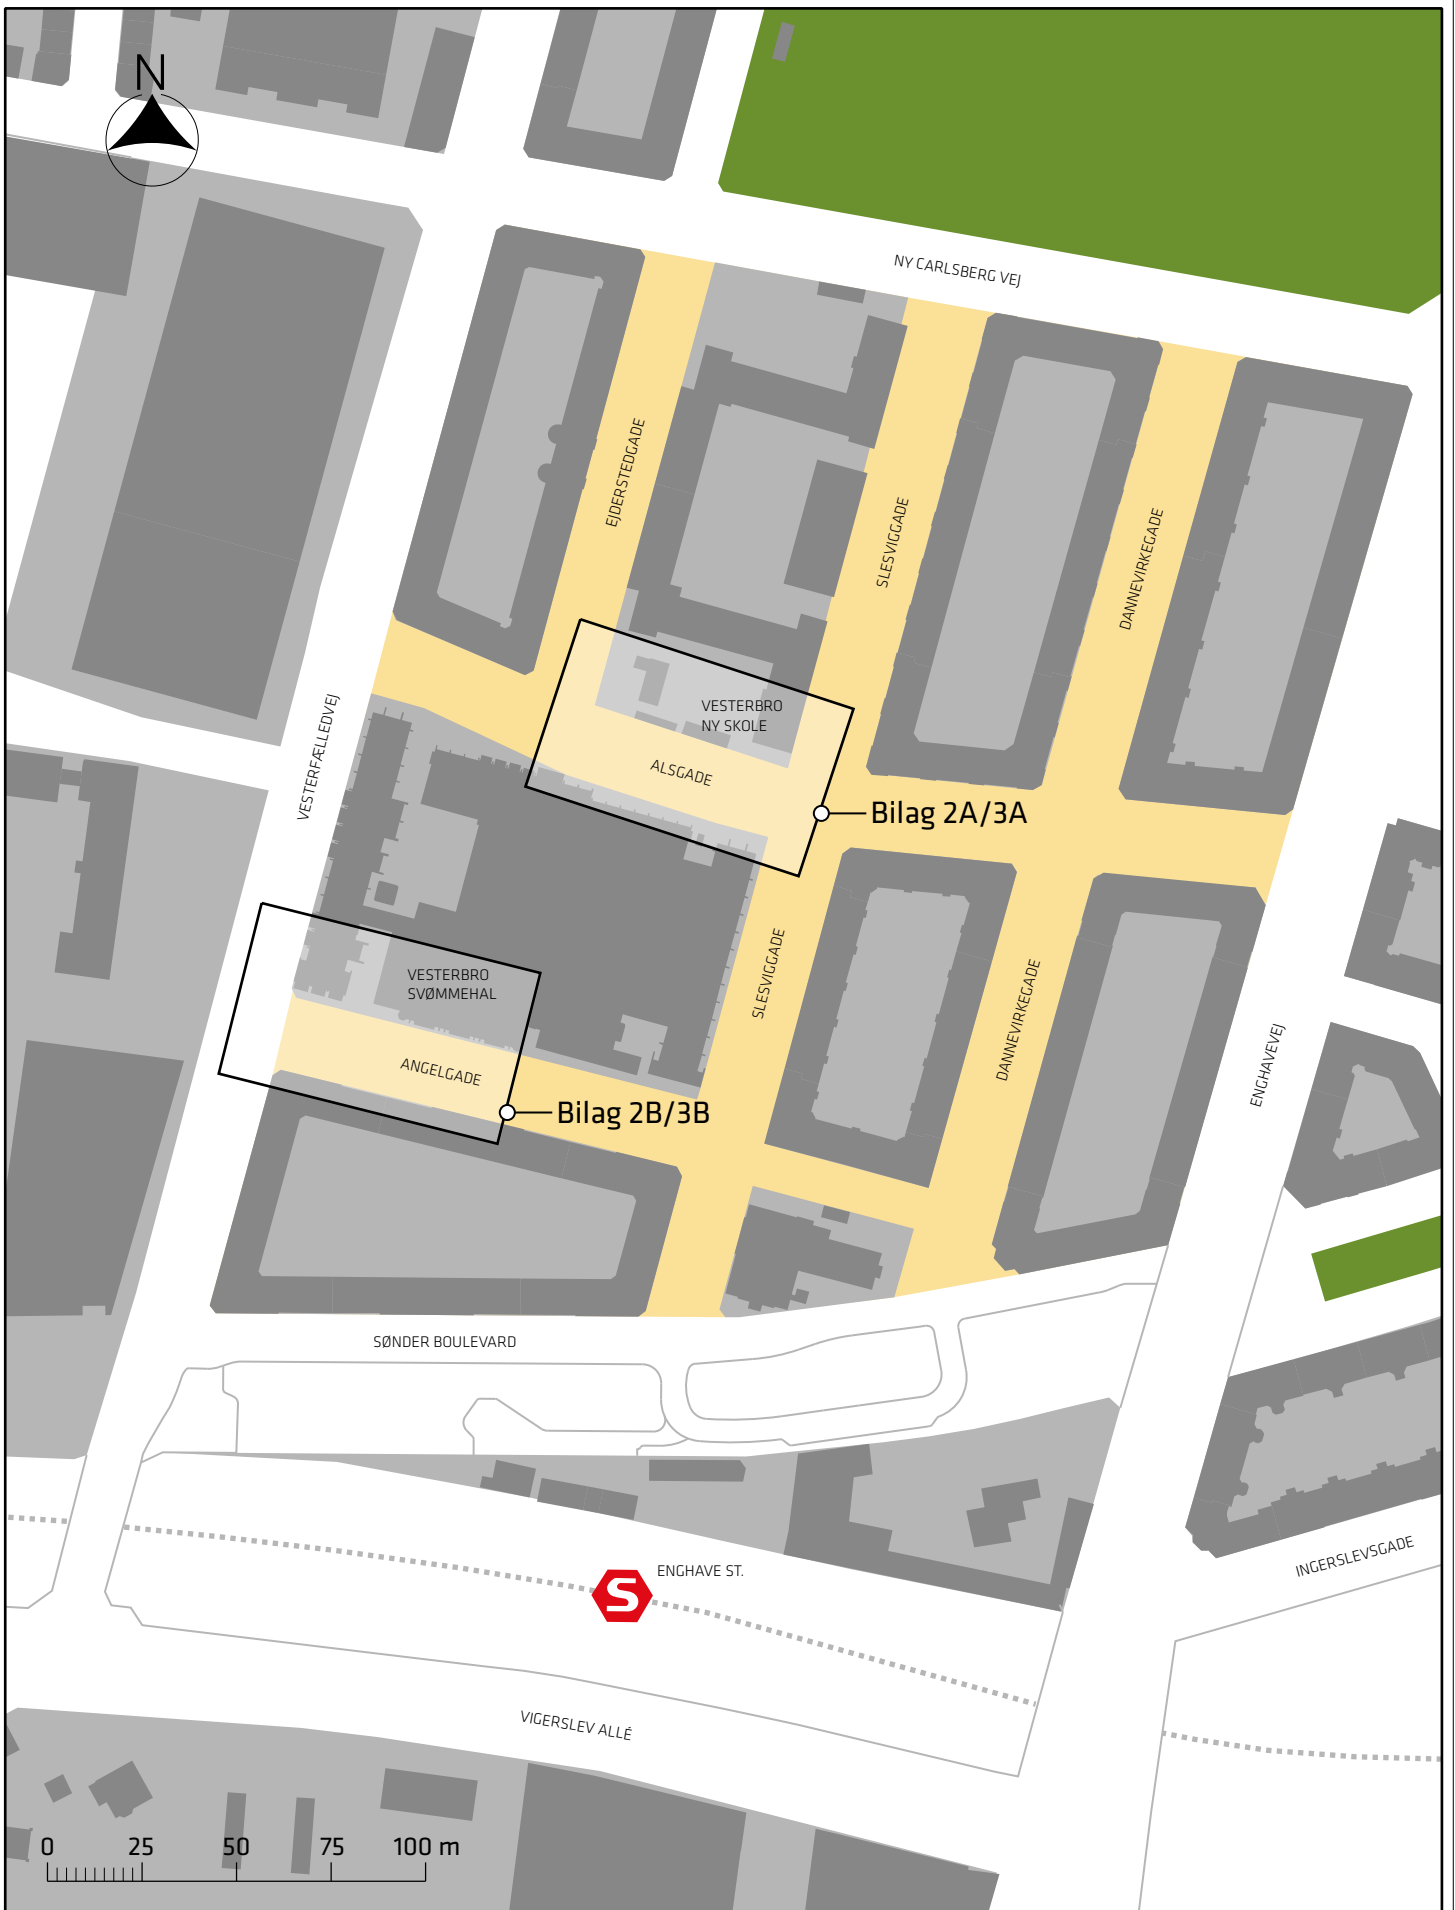 N
NY CARLSBERG VEJ
EJDERSTEDGADE
SLESVIGGADE
DANNEVIRKEGADE
VESTERFÆLLEDVEJ
VESTERBRO
NY SKOLE
ALSGADE
Bilag 2A/3A
VESTERBRO
SVØMMEHAL
SLESVIGGADE
DANNEVIRKEGADE
ENGHAVEVEJ
ANGELGADE
Bilag 2B/3B
SØNDER BOULEVARD
INGERSLEVSGADE
ENGHAVE ST.
S
VIGERSLEV ALLÉ
0 25 50 75 100 m